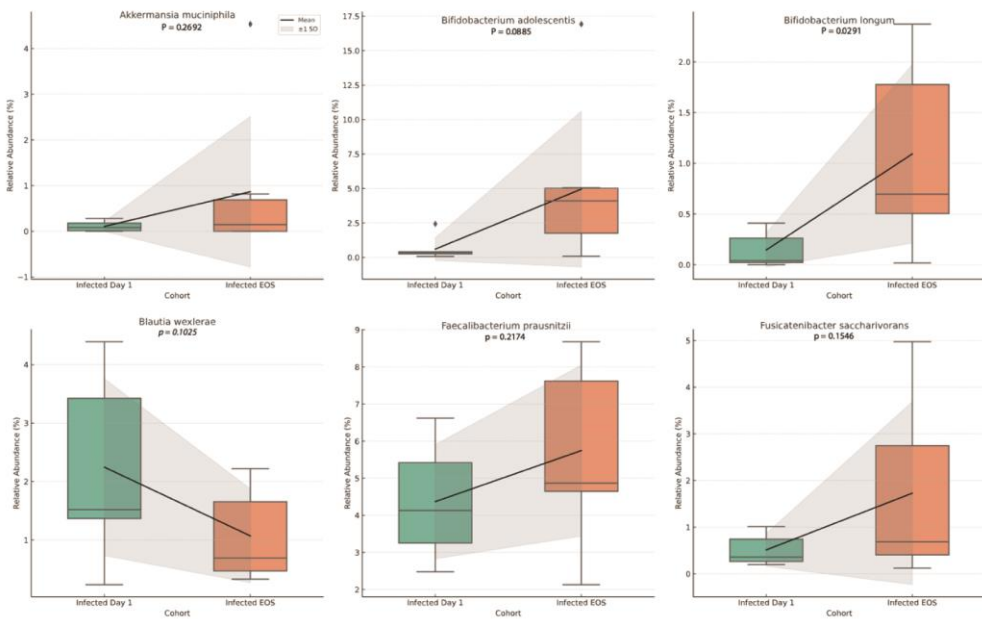 Akkermansia muciniphila
P = 0.2692
Mean
±1 SO
Relative Abundance (%)
4
3
2
1
0
−1
Infected Day 1
Infected EOS
Cohort
Bifidobacterium adolescentis
P = 0.0885
Relative Abundance (%)
17.5
15.0
12.5
10.0
7.5
5.0
2.5
0.0
Infected Day 1
Infected EOS
Cohort
Bifidobacterium longum
P = 0.0291
Relative Abundance (%)
2.0
1.5
1.0
0.5
0.0
Infected Day 1
Infected EOS
Cohort
Blautia wexlerae
p = 0.1025
Relative Abundance (%)
4
3
2
1
Infected Day 1
Infected EOS
Cohort
Faecalibacterium prausnitzii
p = 0.2174
Relative Abundance (%)
9
8
7
6
5
4
3
2
Infected Day 1
Infected EOS
Cohort
Fusicatenibacter saccharivorans
p = 0.1546
Relative Abundance (%)
5
4
3
2
1
0
Infected Day 1
Infected EOS
Cohort